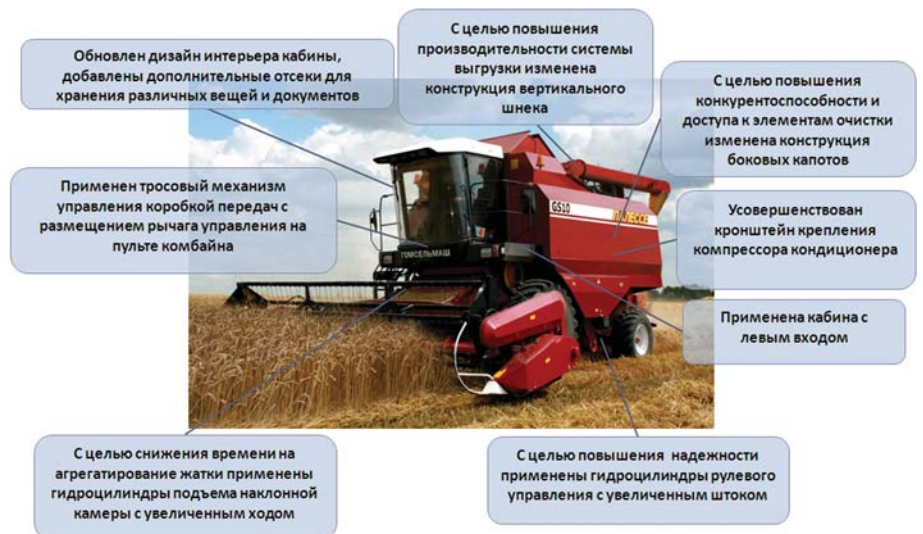 Обновлен дизайн интерьера кабины,
добавлены дополнительные отсеки для
хранения различных вещей и документов
С целью повышения
производительности системы
выгрузки изменена
конструкция вертикального
шнека
С целью повышения
конкурентоспособности и
доступа к элементам очистки
изменена конструкция
боковых капотов
Применен тросовый механизм
управления коробкой передач с
размещением рычага управления на
пульте комбайна
GS10
ПАЛЕССЕ
ГОМСЕЛЬМАШ
Усовершенствован
кронштейн крепления
компрессора кондиционера
Применена кабина с
левым входом
С целью снижения времени на
агрегатирование жатки применены
гидроцилиндры подъема наклонной
камеры с увеличенным ходом
С целью повышения надежности
применены гидроцилиндры рулевого
управления с увеличенным штоком